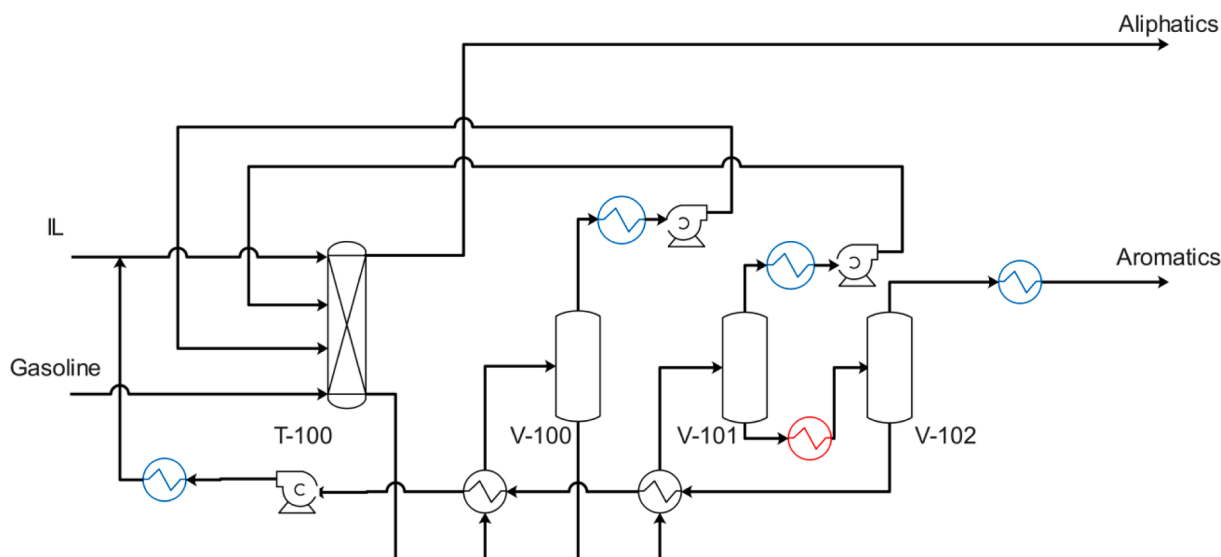 Aliphatics
IL
Aromatics
Gasoline
T-100
V-100
V-101
V-102
C
C
C